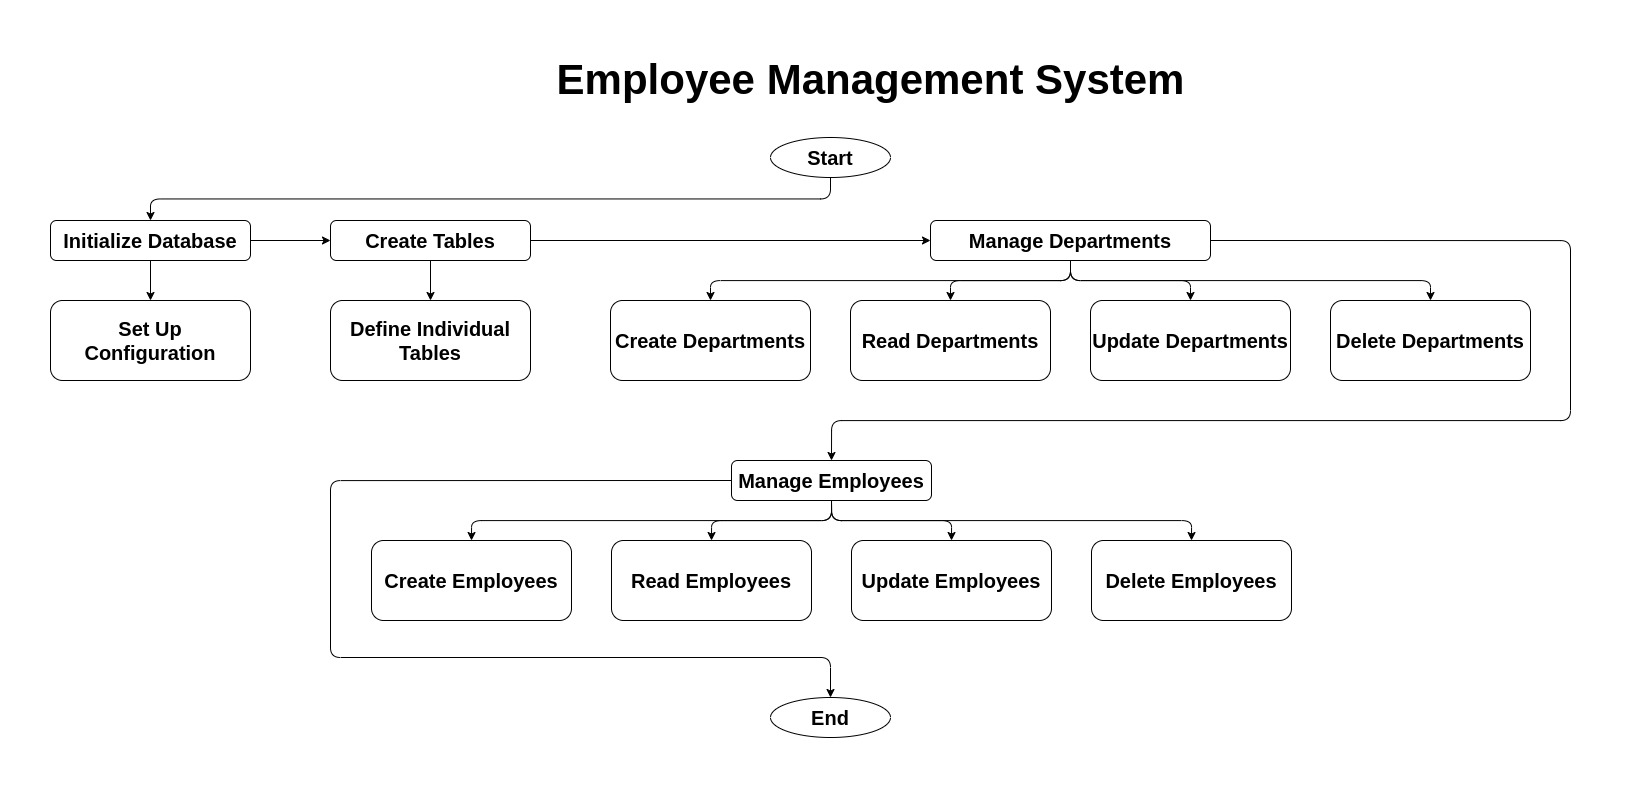 Employee Management System
Start
Initialize Database
Create Tables
Manage Departments
Set Up
Configuration
Define Individual
Tables
Create Departments
Read Departments
Update Departments
Delete Departments
Manage Employees
Create Employees
Read Employees
Update Employees
Delete Employees
End